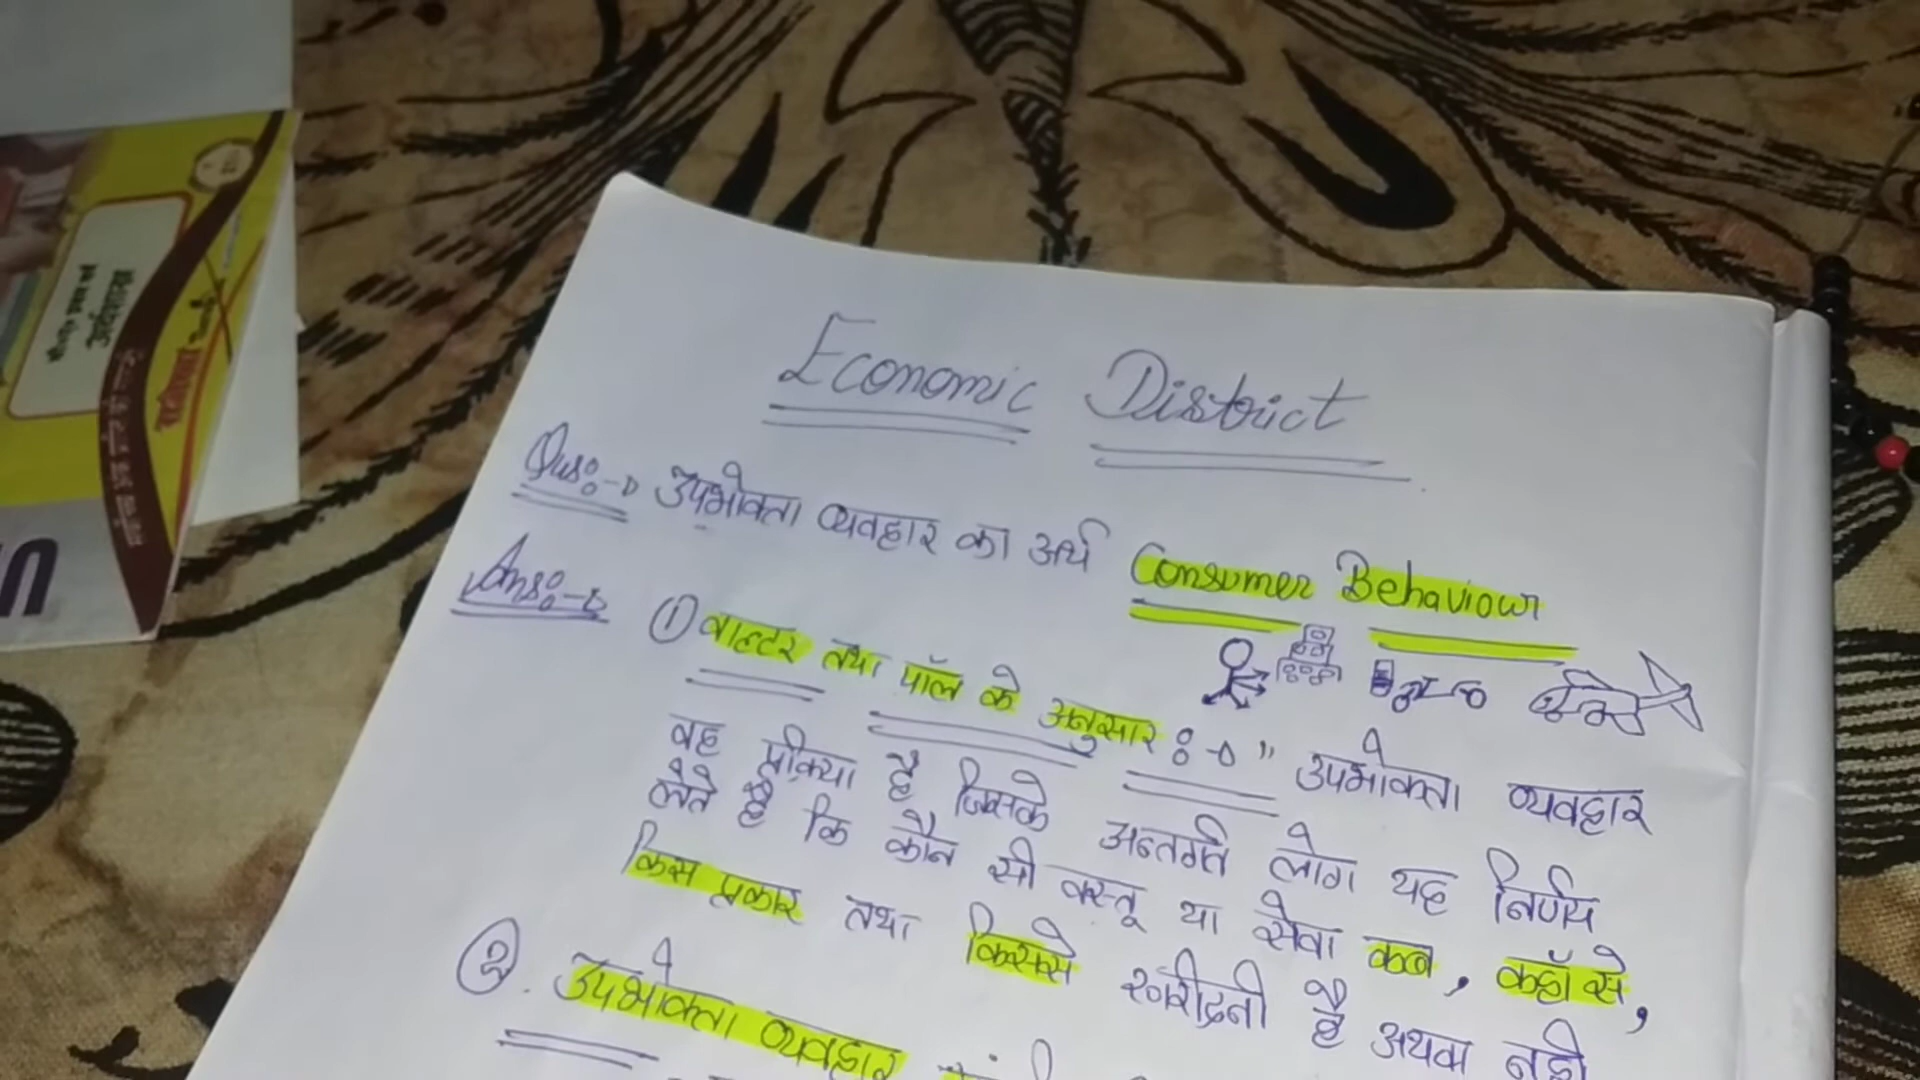 Economic District
Ques:- उपभोक्ता व्यवहार का अर्थ Consumer Behaviour
Ans:-
① वाल्टर तथा पॉल के अनुसार :- " उपभोक्ता व्यवहार
वह प्रक्रिया है जिसके अन्तर्गत लोग यह निर्णय
लेते है कि कौन सी वस्तू या सेवा कब, कहाँ से,
किस प्रकार तथा किससे खरीदनी है अथवा नही
②. उपभोक्ता व्यवहार
U